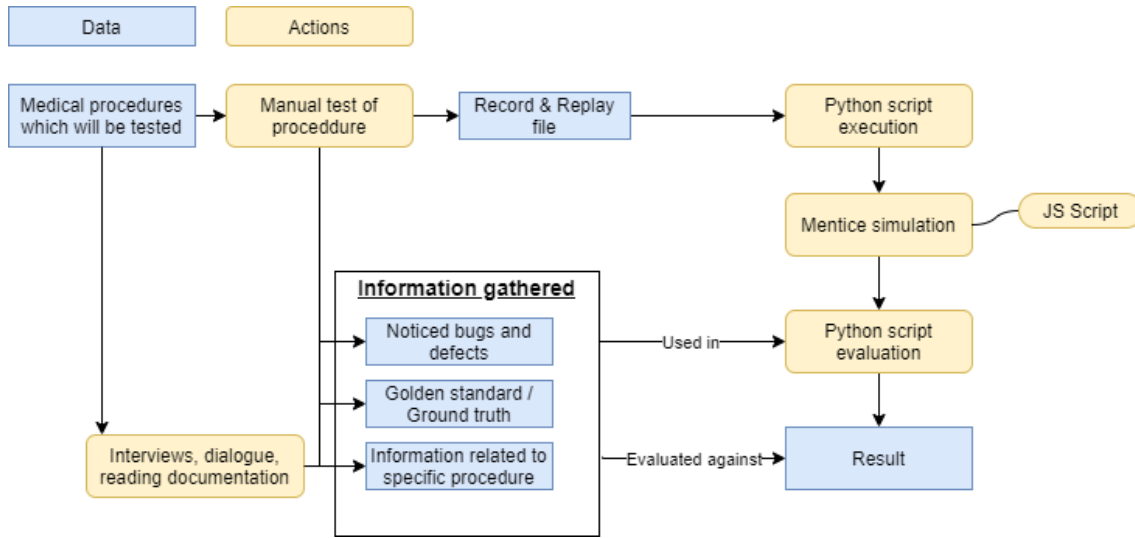 Data
Actions
Medical procedures
which will be tested
Manual test of
proceddure
Record & Replay
file
Python script
execution
Mentice simulation
JS Script
Information gathered
Noticed bugs and
defects
Used in
Python script
evaluation
Golden standard /
Ground truth
Interviews, dialogue,
reading documentation
Information related to
specific procedure
Evaluated against
Result